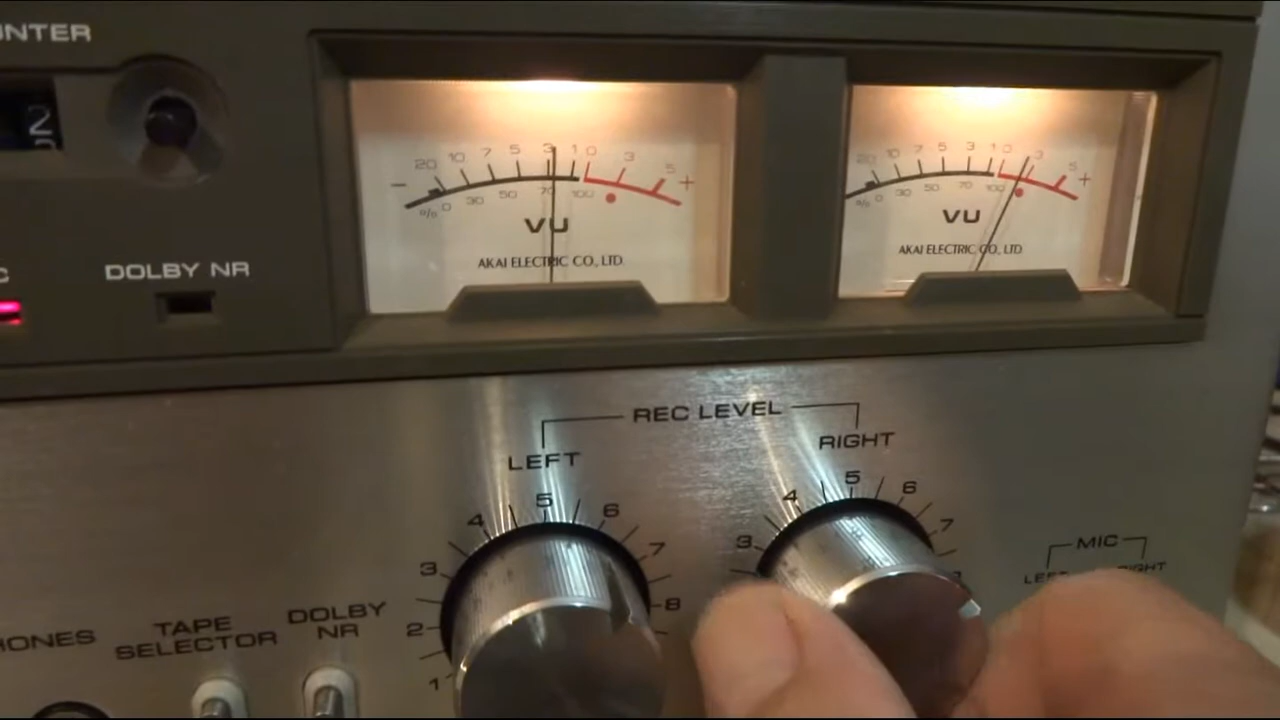 UNTER
2
DOLBY NR
C
20 10 7 5 3 1 0 3 5
- +
% 0 30 50 70 100
VU
AKAI ELECTRIC CO., LTD.
20 10 7 5 3 1 0 3 5
+
% 0 30 50 70 100
VU
AKAI ELECTRIC CO., LTD.
REC LEVEL
LEFT
RIGHT
1 2 3 4 5 6 7 8
3 4 5 6 7
MIC
HONES
TAPE
SELECTOR
DOLBY
NR